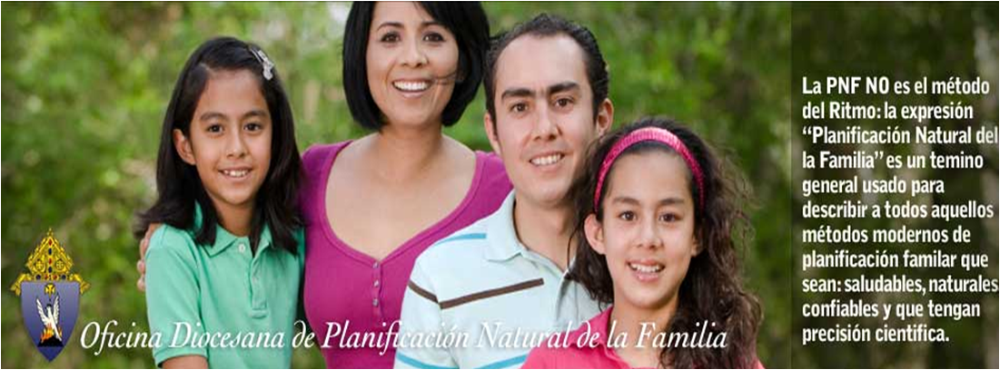 La PNF NO es el método
del Ritmo: la expresión
“Planificación Natural del
la Familia” es un temino
general usado para
describir a todos aquellos
métodos modernos de
planificación familar que
sean: saludables, naturales,
confiables y que tengan
precisión cientifica.
Oficina Diocesana de Planificación Natural de la Familia